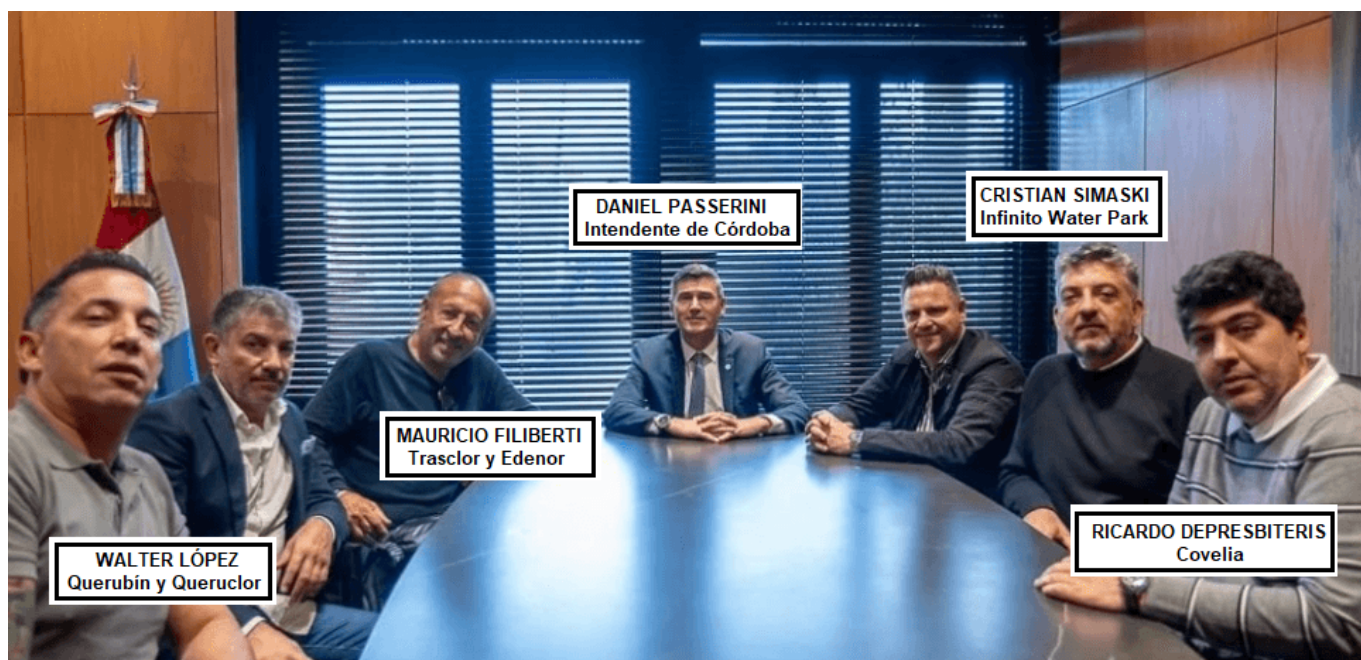 DANIEL PASSERINI
Intendente de Córdoba
CRISTIAN SIMASKI
Infinito Water Park
MAURICIO FILIBERTI
Trasclor y Edenor
WALTER LÓPEZ
Querubín y Queruclor
RICARDO DEPRESBITERIS
Covelia